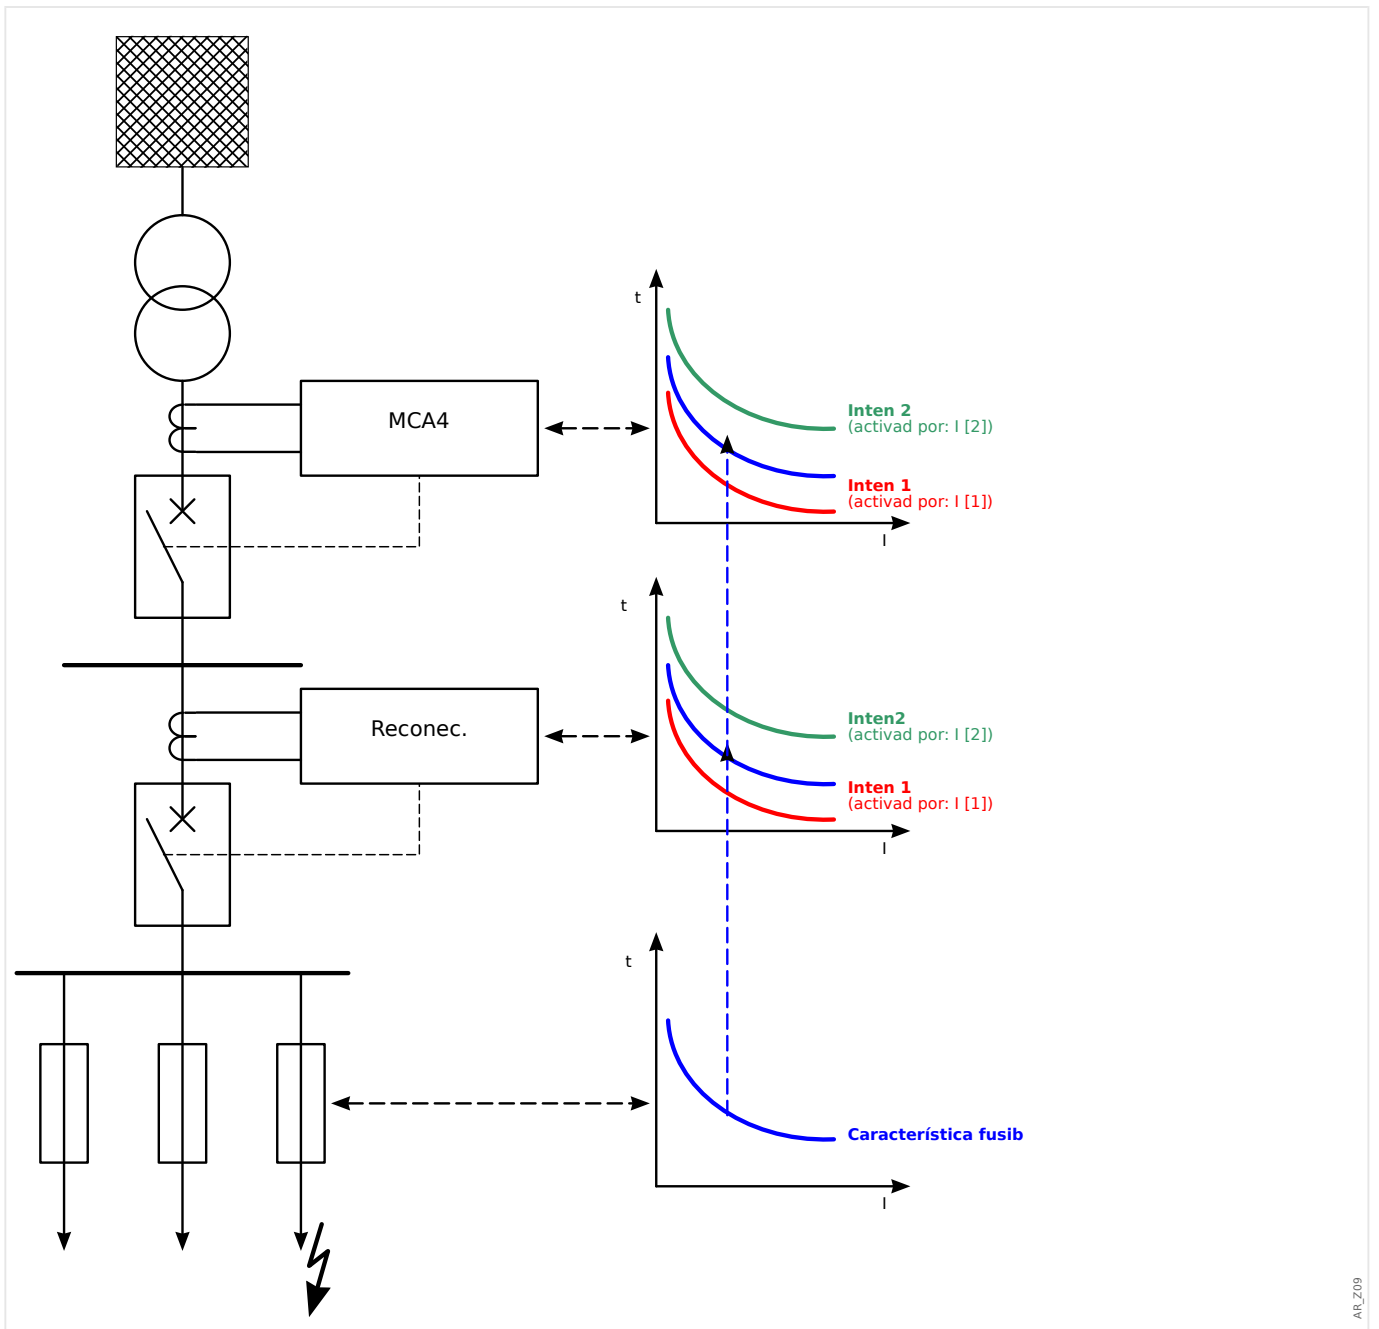 t
MCA4
Inten 2
(activad por: I [2])
Inten 1
(activad por: I [1])
I
t
Reconec.
Inten2
(activad por: I [2])
Inten 1
(activad por: I [1])
I
t
Característica fusib
I
AR_Z09